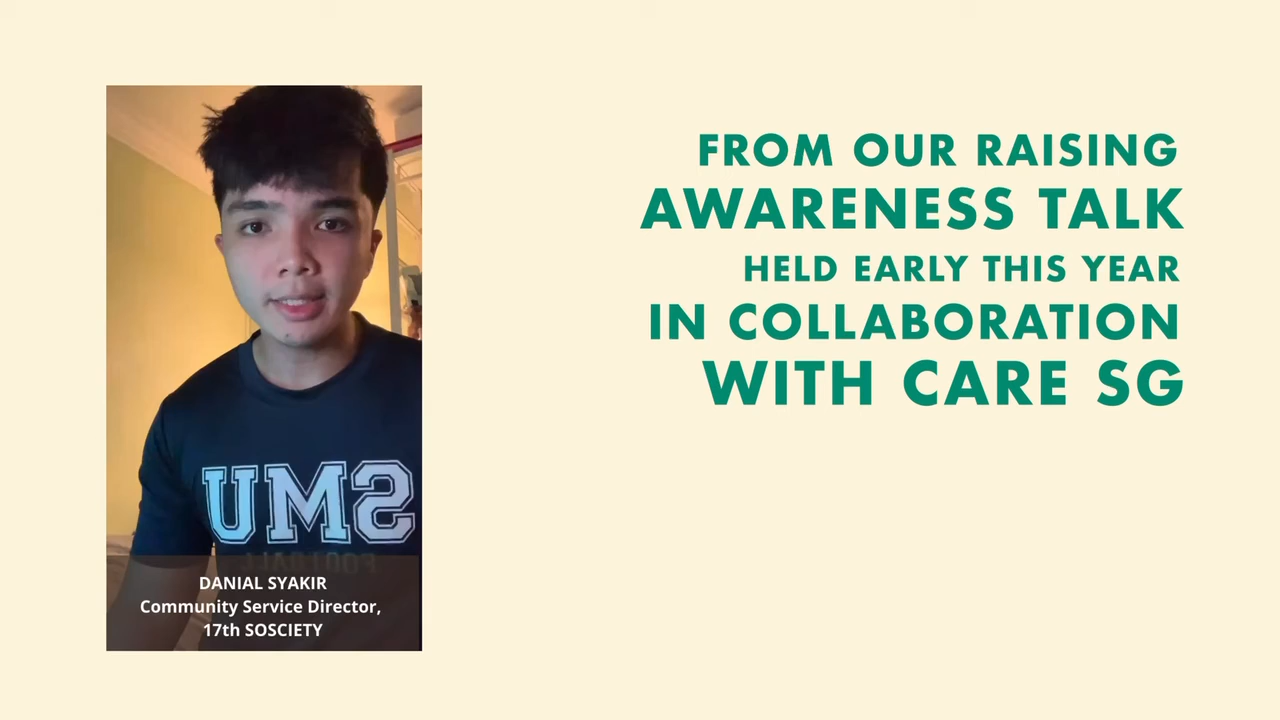 FROM OUR RAISING
AWARENESS TALK
HELD EARLY THIS YEAR
IN COLLABORATION
WITH CARE SG
SMU
FOOTBALL
DANIAL SYAKIR
Community Service Director,
17th SOSCIETY